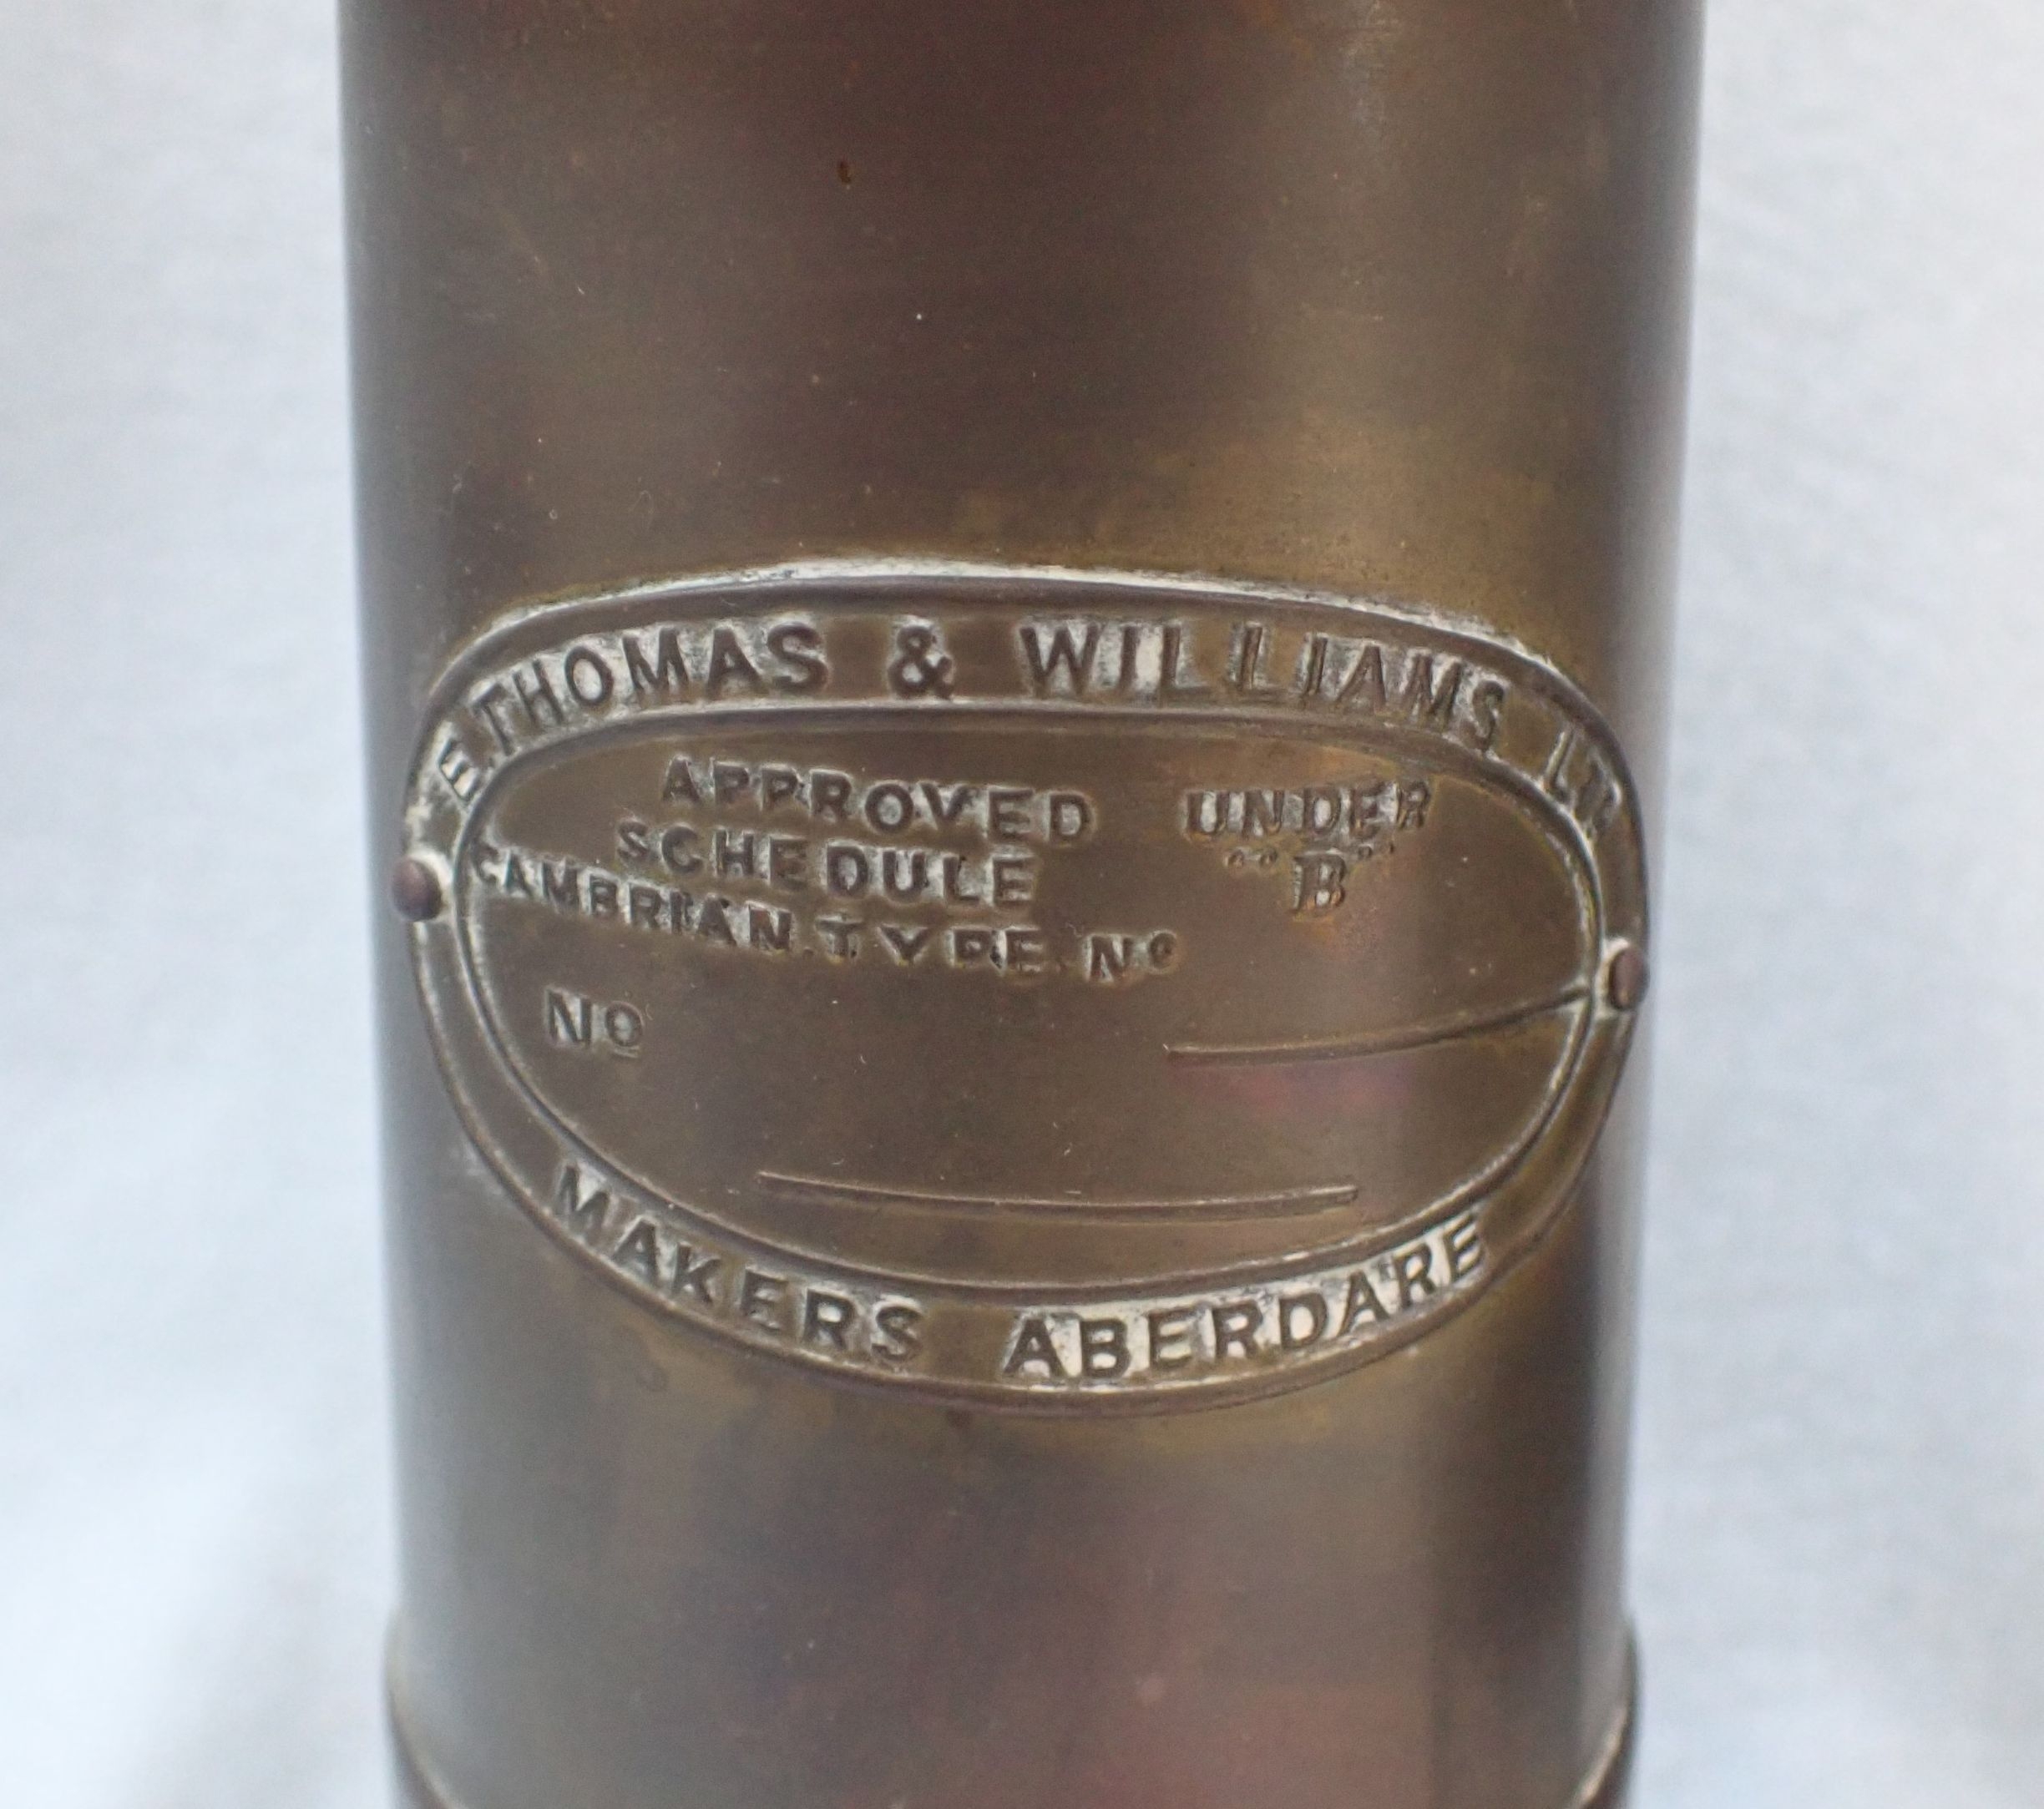 E. THOMAS & WILLIAMS LTD
APPROVED UNDER
SCHEDULE "B"
CAMBRIAN. TYPE. No
No
MAKERS ABERDARE